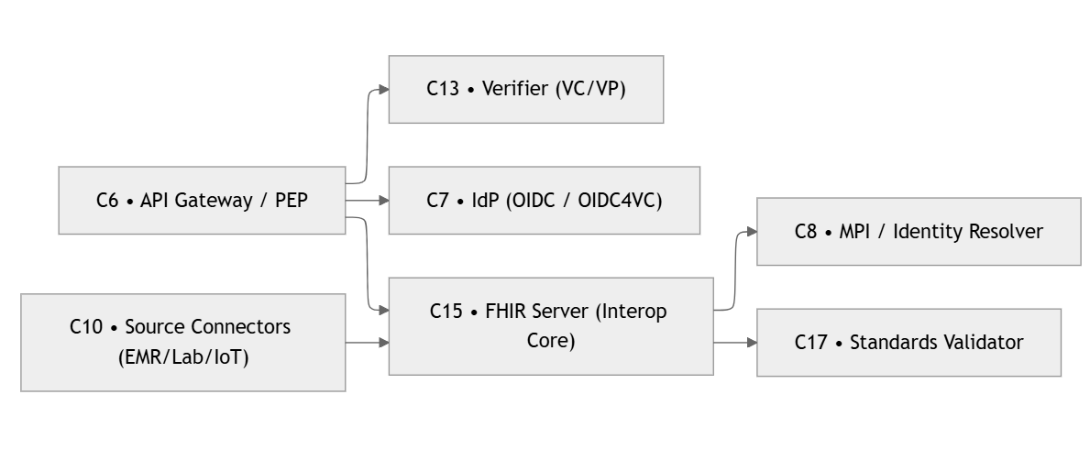 C13 • Verifier (VC/VP)
C6 • API Gateway / PEP
C7 • IdP (OIDC / OIDC4VC)
C8 • MPI / Identity Resolver
C10 • Source Connectors
(EMR/Lab/IoT)
C15 • FHIR Server (Interop
Core)
C17 • Standards Validator